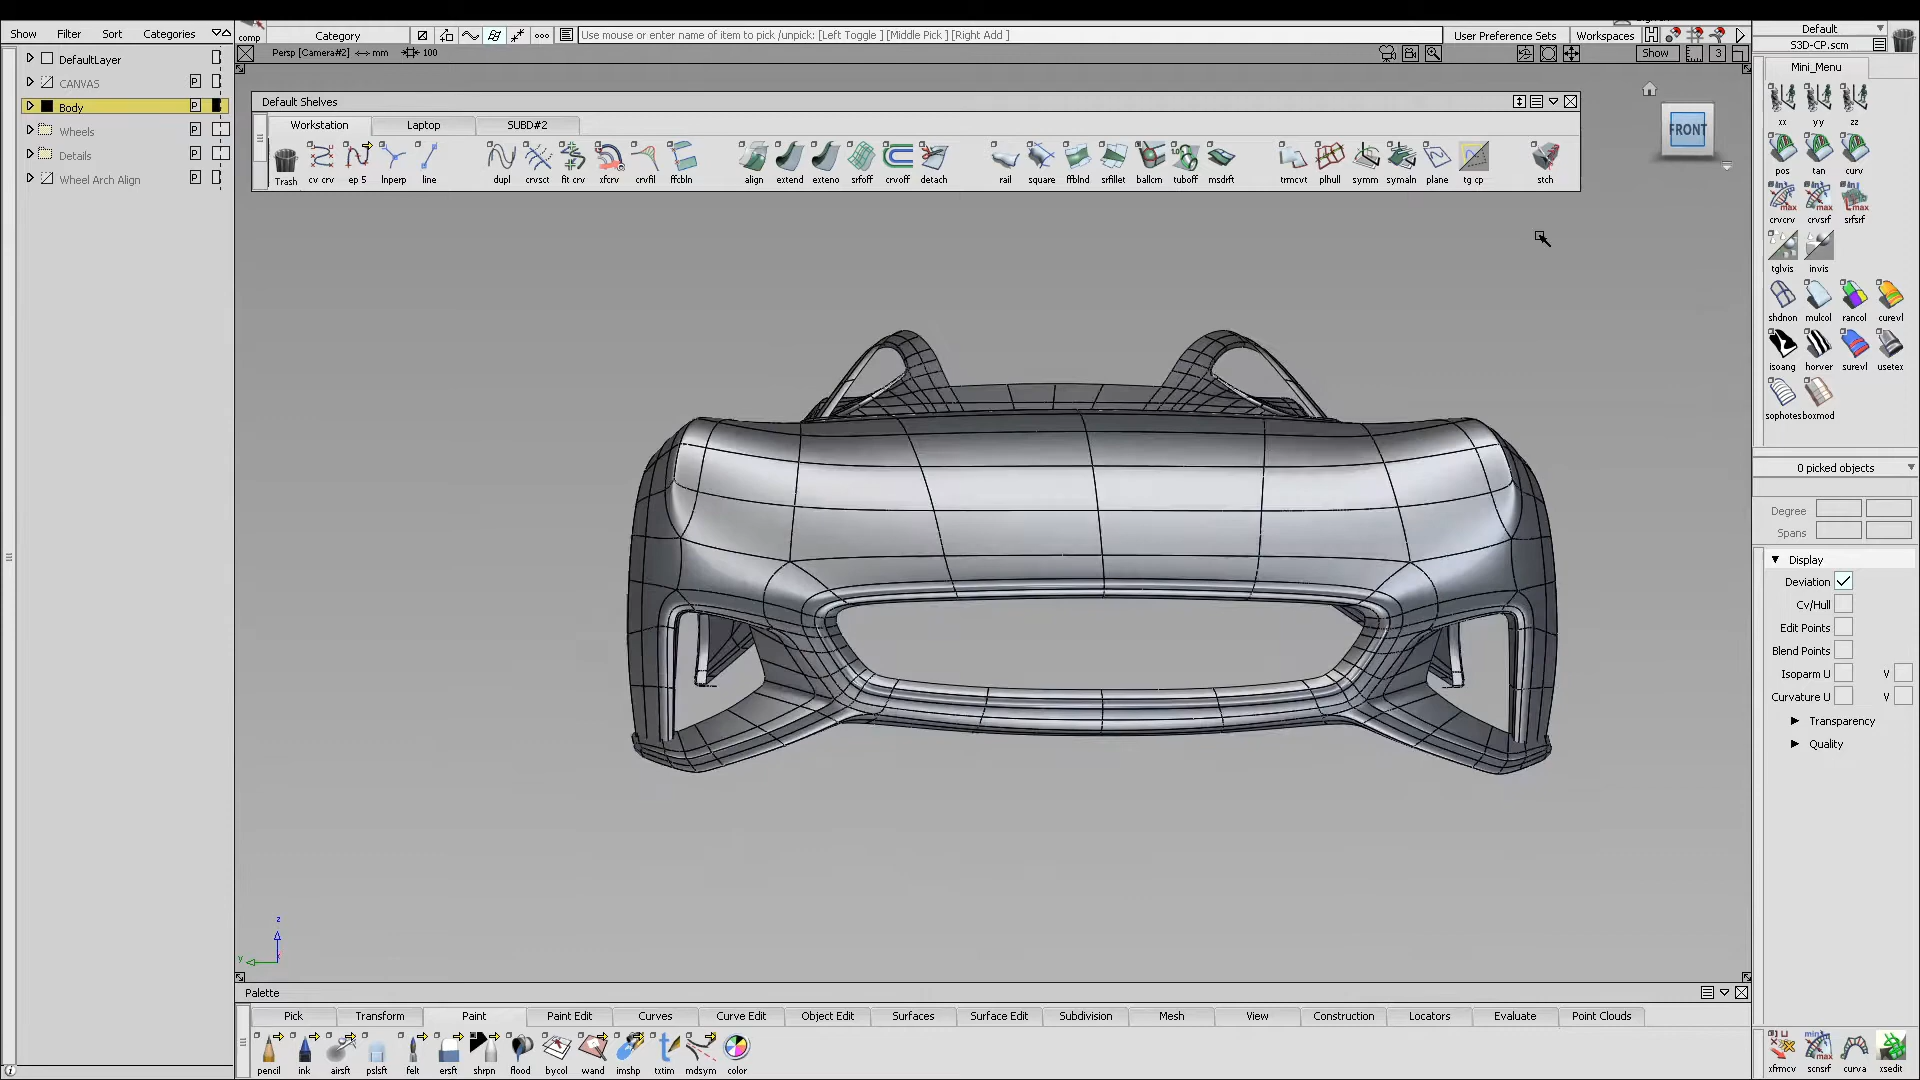 Show Filter Sort Categories
DefaultLayer
CANVAS P
Body P
Wheels P
Details P
Wheel Arch Align P
comp Category
Use mouse or enter name of item to pick /unpick: [Left Toggle ] [Middle Pick ] [Right Add ]
User Preference Sets Workspaces
Persp [Camera#2] <-> mm 100
Show 3
Default Shelves
Workstation Laptop SUBD#2
Trash cv crv ep 5 lnperp line dupl crvsct fit crv xfcrv crvfil ffcbln align extend exteno srfoff crvoff detach rail square ffblnd srfillet ballcrn tuboff msdrft trmcvt plhull symm symaln plane tg cp stch
FRONT
Default
S3D-CP.scm
Mini_Menu
xx yy zz
pos tan curv
crvcrv crvsrf srfsrf
tglvis invis
shdnon mulcol rancol curevl
isoang horver surevl usetex
sophotes boxmod
0 picked objects
Degree
Spans
Display
Deviation
Cv/Hull
Edit Points
Blend Points
Isoparm U V
Curvature U V
Transparency
Quality
z
y
x
Palette
Pick Transform Paint Paint Edit Curves Curve Edit Object Edit Surfaces Surface Edit Subdivision Mesh View Construction Locators Evaluate Point Clouds
pencil ink airsft pslsft felt ersft shrpn flood bycol wand imshp txtim mdsym color
xfrmcv scnsrf curva xsedit